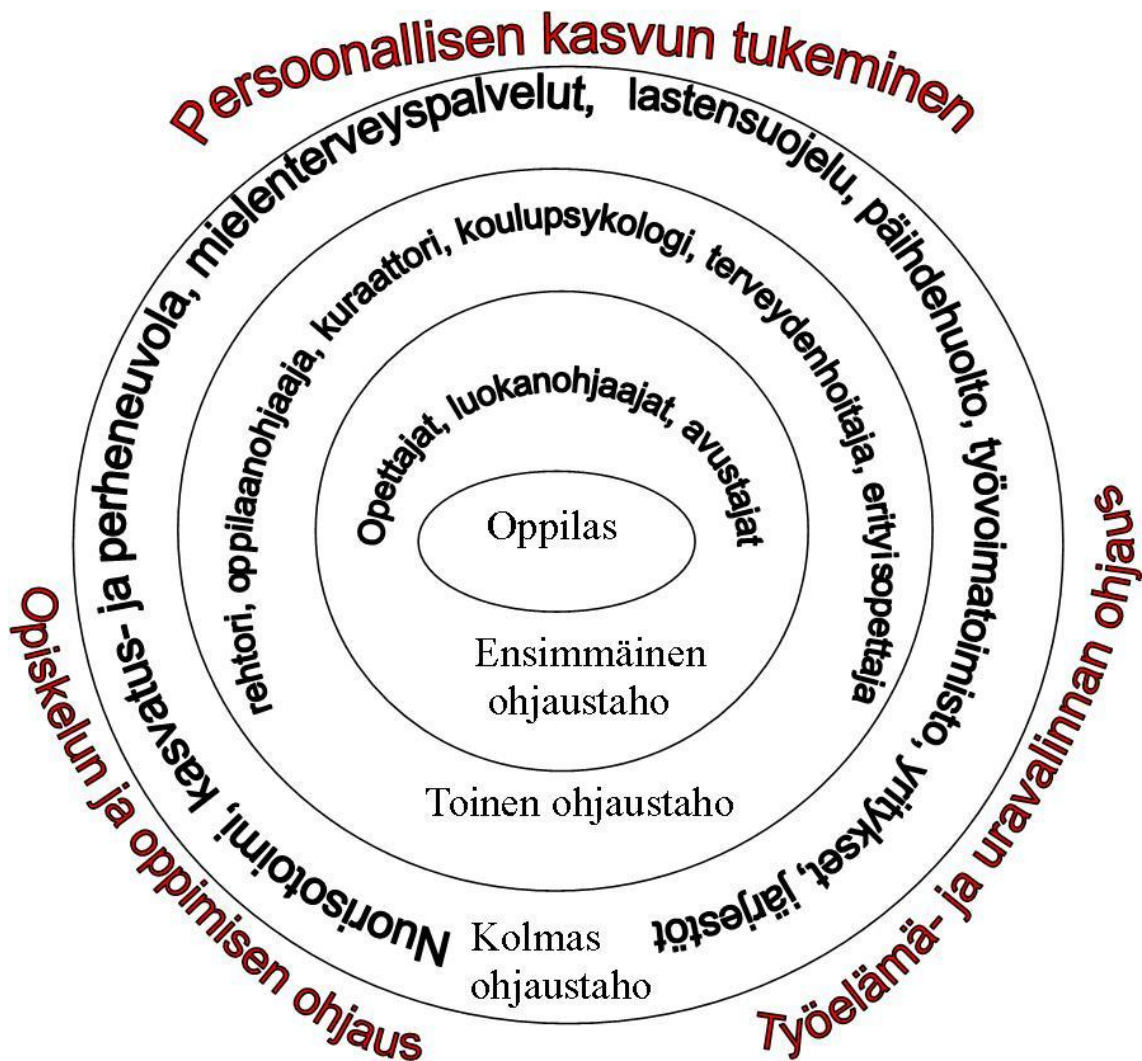 Persoonallisen kasvun tukeminen
Nuorisotoimi, kasvatus- ja perheneuvola, mielenterveyspalvelut, lastensuojelu, päihdehuolto, työvoimatoimisto, yritykset, järjestöt
rehtori, oppilaanohjaaja, kuraattori, koulupsykologi, terveydenhoitaja, erityisopettaja
Opettajat, luokanohjaajat, avustajat
Oppilas
Ensimmäinen
ohjaustaho
Toinen ohjaustaho
Kolmas
ohjaustaho
Opiskelun ja oppimisen ohjaus
Työelämä- ja uravalinnan ohjaus